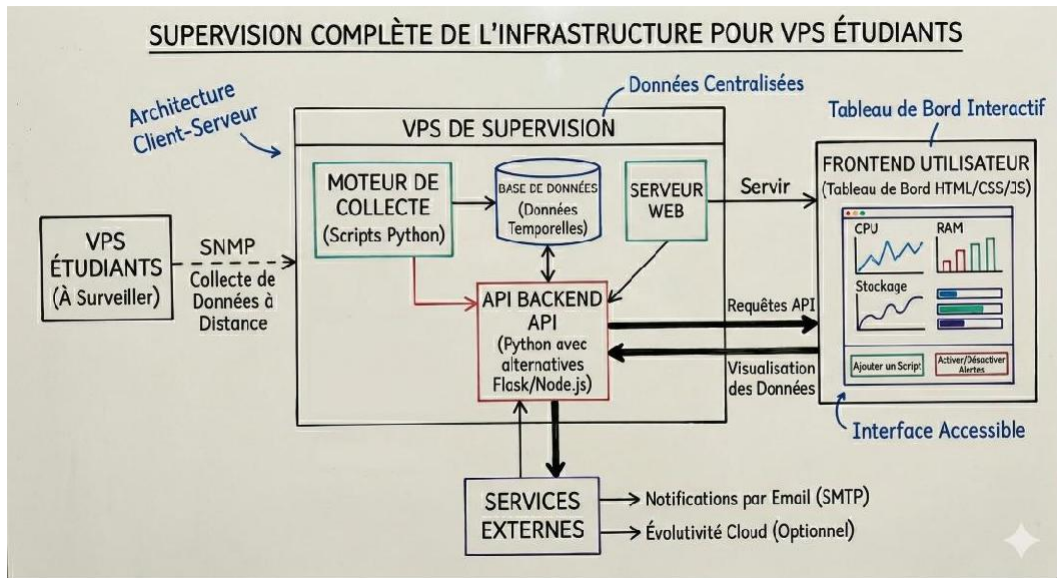 SUPERVISION COMPLÈTE DE L'INFRASTRUCTURE POUR VPS ÉTUDIANTS
Architecture
Client-Serveur
Données Centralisées
Tableau de Bord Interactif
VPS DE SUPERVISION
MOTEUR DE
COLLECTE
(Scripts Python)
BASE DE DONNÉES
(Données
Temporelles)
SERVEUR
WEB
Servir
FRONTEND UTILISATEUR
(Tableau de Bord HTML/CSS/JS)
CPU
RAM
Stockage
Ajouter un Script
Activer/Désactiver
Alertes
VPS
ÉTUDIANTS
(À Surveiller)
SNMP
Collecte de
Données à
Distance
API BACKEND
API
(Python avec
alternatives
Flask/Node.js)
Requêtes API
Visualisation
des Données
Interface Accessible
SERVICES
EXTERNES
Notifications par Email (SMTP)
Évolutivité Cloud (Optionnel)